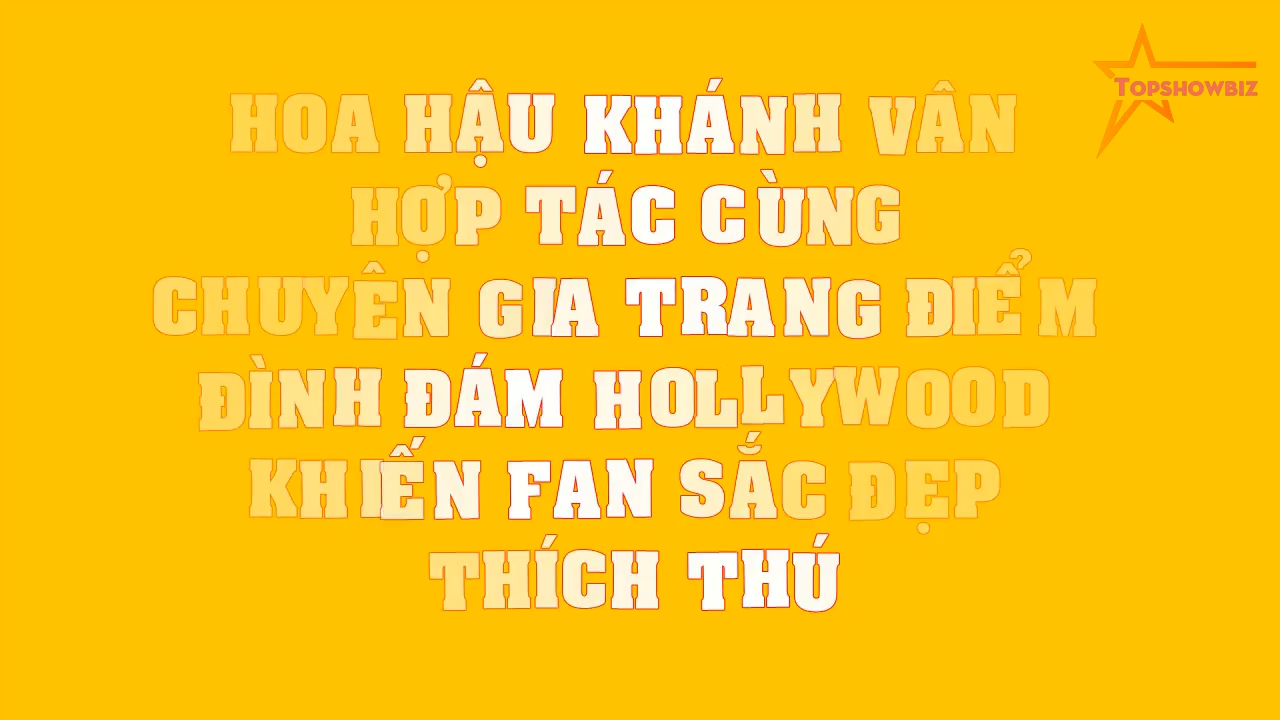 TOPSHOWBIZ
HOA HẬU KHÁNH VÂN
HỢP TÁC CÙNG
CHUYÊN GIA TRANG ĐIỂM
ĐÌNH ĐÁM HOLLYWOOD
KHIẾN FAN SẮC ĐẸP
THÍCH THÚ